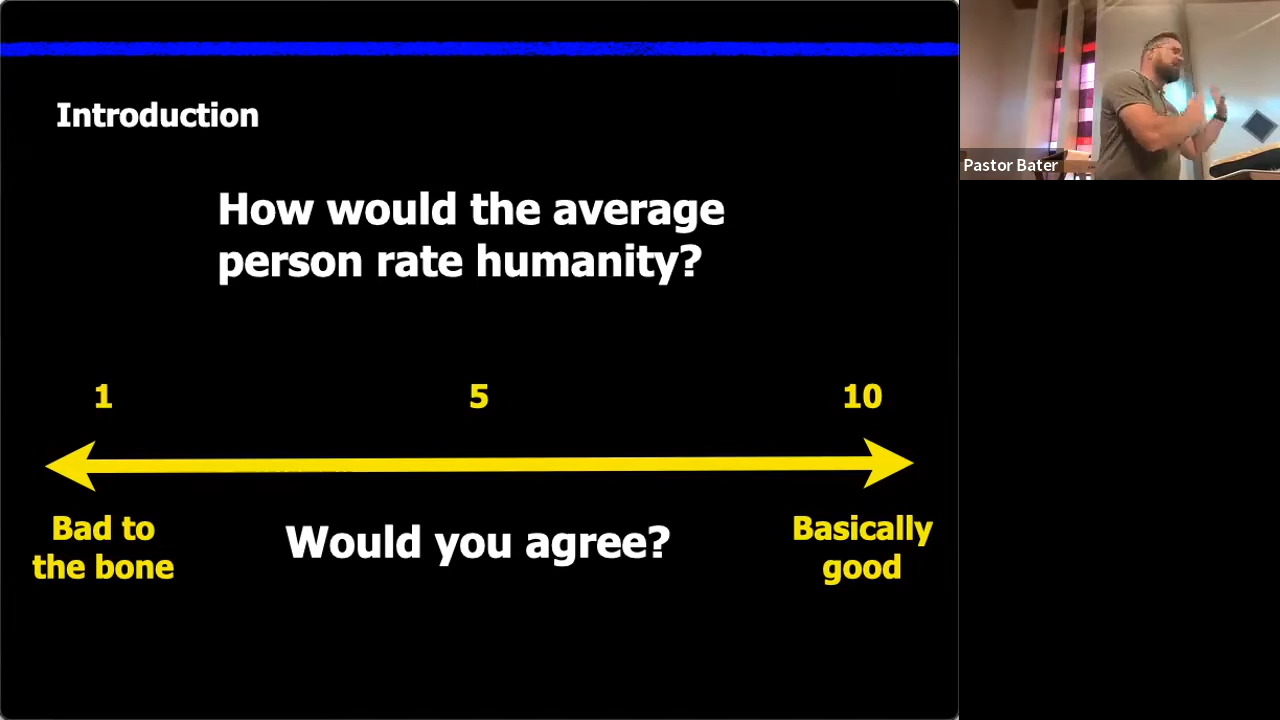 Introduction
How would the average
person rate humanity?
1 5 10
Bad to
the bone
Would you agree?
Basically
good
Pastor Bater